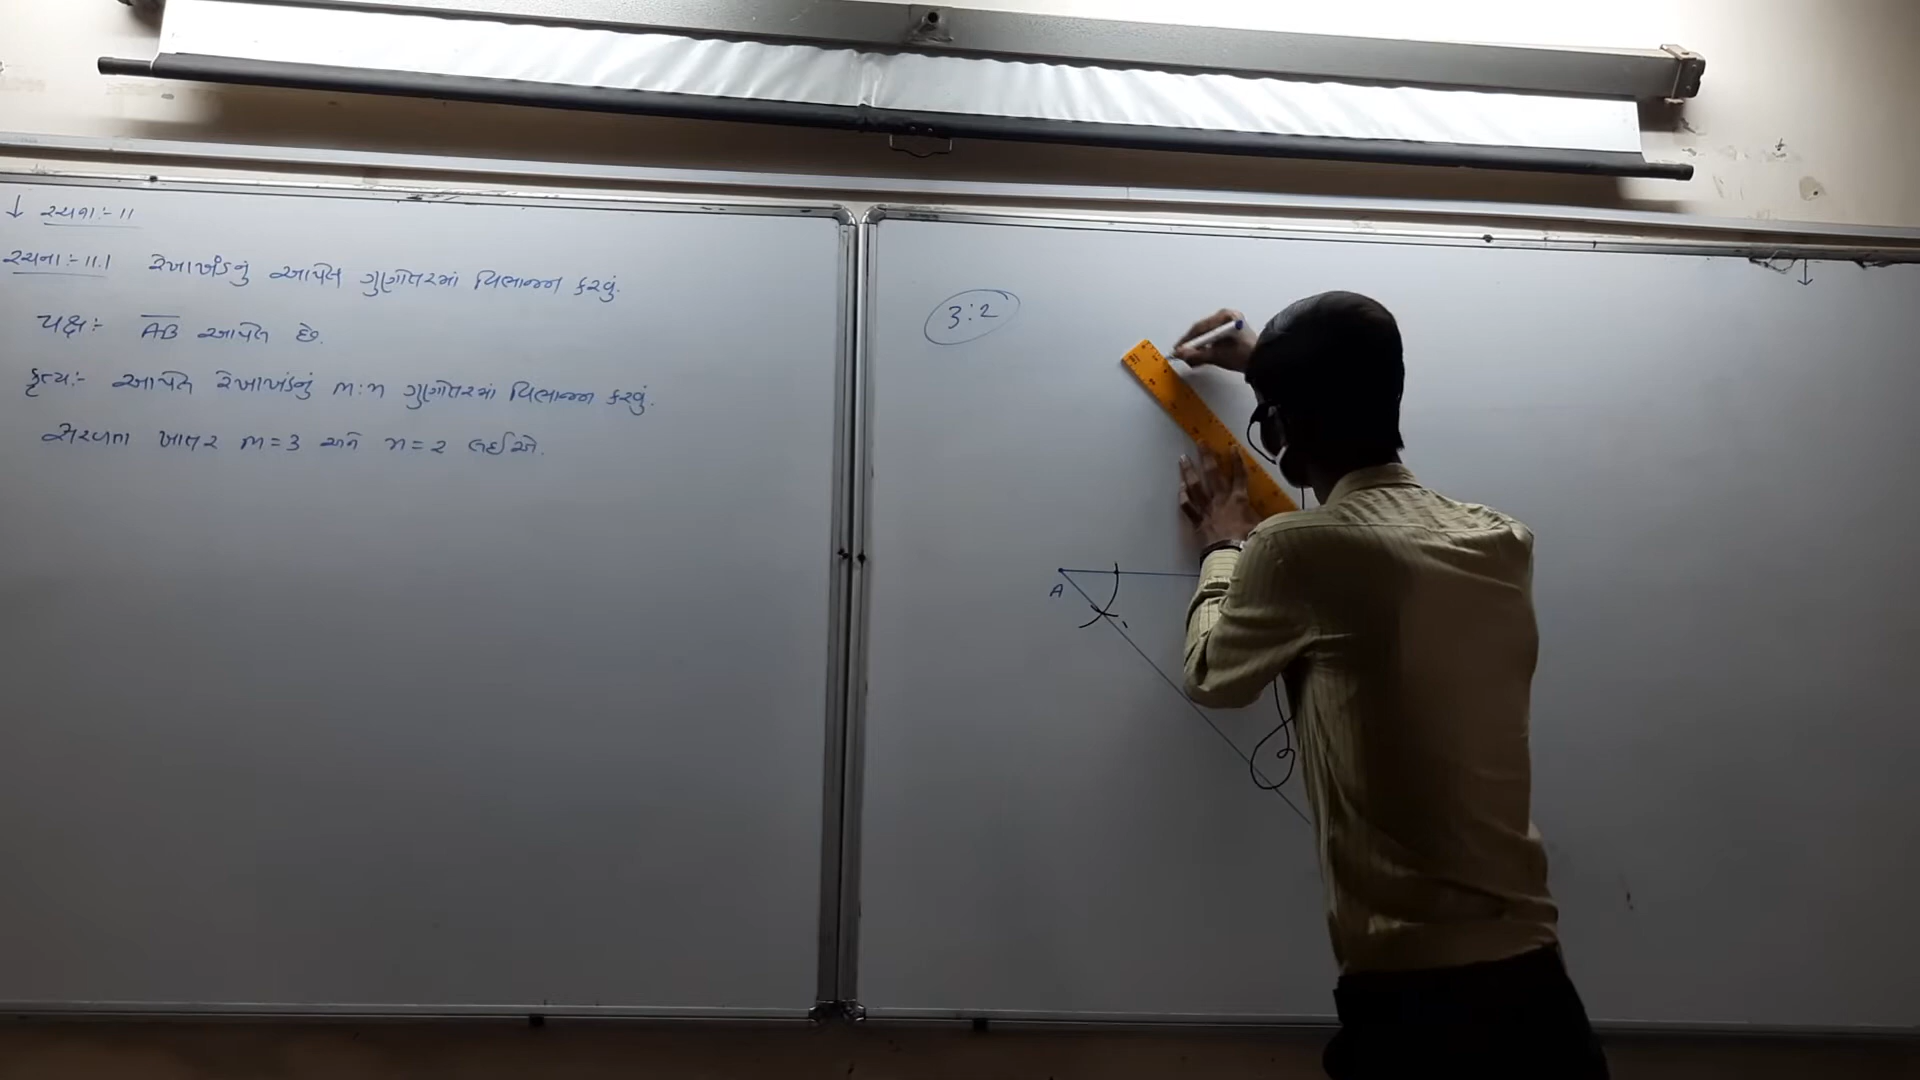 ↓ રચના:- 11
રચના:- 11.1 રેખાખંડનું આપેલ ગુણોત્તરમાં વિભાજન કરવું.
પક્ષ:- AB આપેલ છે.
કૃત્ય:- આપેલ રેખાખંડનું m:n ગુણોત્તરમાં વિભાજન કરવું.
સરળતા ખાતર m=3 અને n=2 લઈએ.
3:2
A